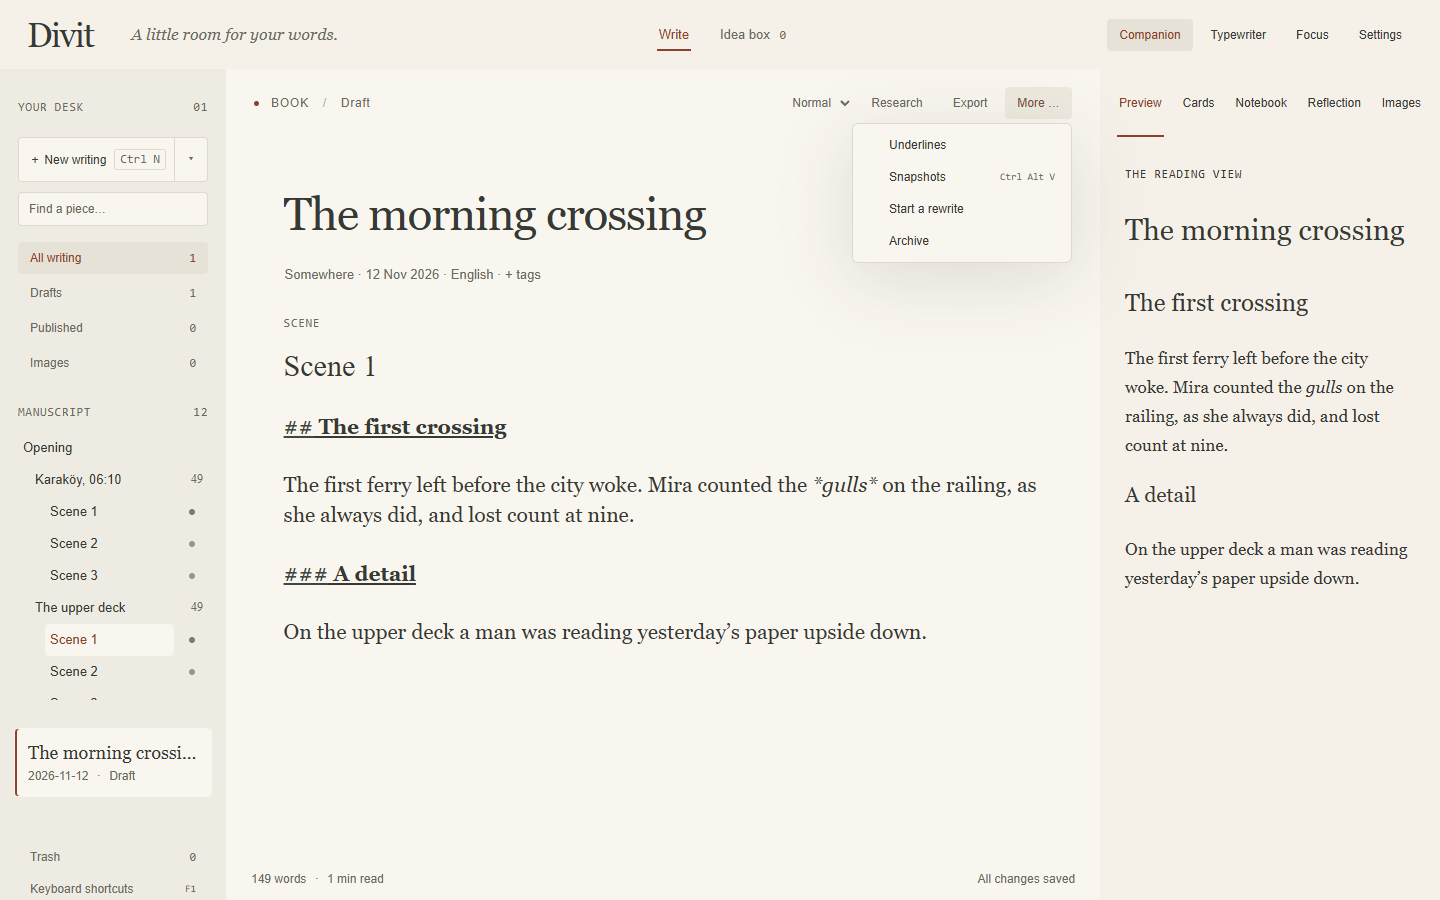 Divit
A little room for your words.
Write
Idea box 0
Companion
Typewriter
Focus
Settings
YOUR DESK 01
+ New writing Ctrl N
Find a piece...
All writing 1
Drafts 1
Published 0
Images 0
MANUSCRIPT 12
Opening
Karaköy, 06:10 49
Scene 1
Scene 2
Scene 3
The upper deck 49
Scene 1
Scene 2
The morning crossi...
2026-11-12 · Draft
Trash 0
Keyboard shortcuts F1
BOOK / Draft
Normal
Research
Export
More ...
Underlines
Snapshots Ctrl Alt V
Start a rewrite
Archive
The morning crossing
Somewhere · 12 Nov 2026 · English · + tags
SCENE
Scene 1
## The first crossing
The first ferry left before the city woke. Mira counted the *gulls* on the railing, as
she always did, and lost count at nine.
### A detail
On the upper deck a man was reading yesterday’s paper upside down.
149 words · 1 min read
All changes saved
Preview
Cards
Notebook
Reflection
Images
THE READING VIEW
The morning crossing
The first crossing
The first ferry left before the city
woke. Mira counted the gulls on the
railing, as she always did, and lost
count at nine.
A detail
On the upper deck a man was reading
yesterday’s paper upside down.